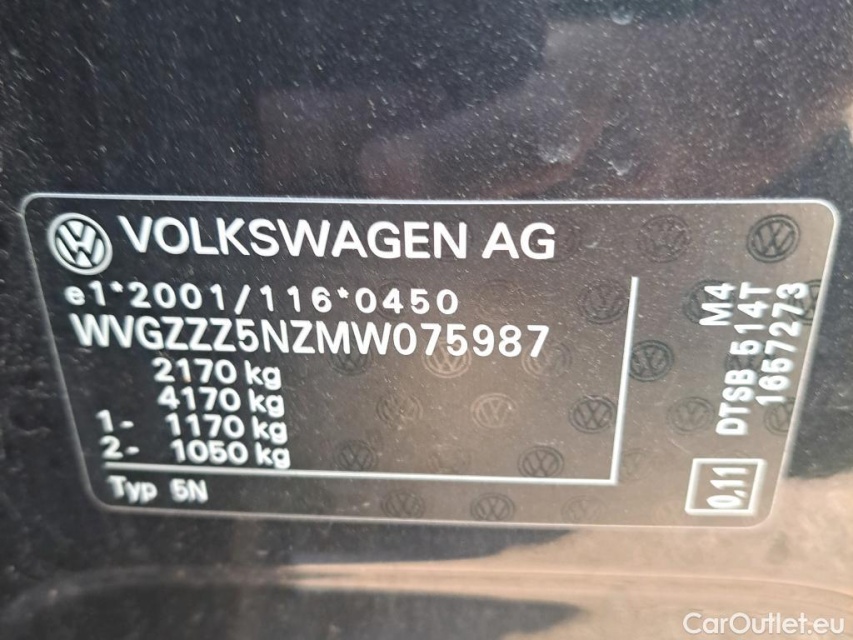 VOLKSWAGEN AG
e1*2001/116*0450
WVGZZZ5NZMW075987
2170 kg
4170 kg
1- 1170 kg
2- 1050 kg
Typ 5N
M4
DTSB 514T
1657273
0,11
CarOutlet.eu